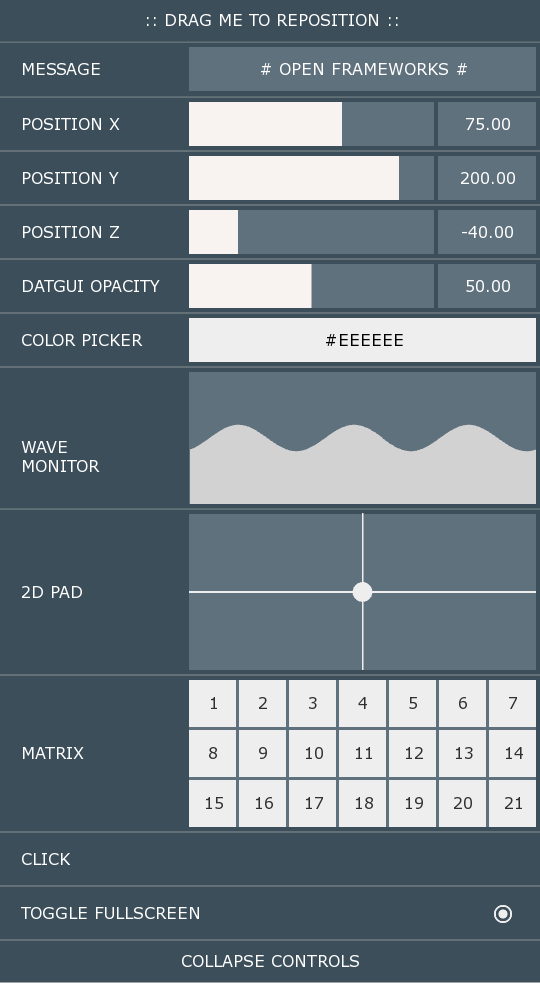 :: DRAG ME TO REPOSITION ::
MESSAGE # OPEN FRAMEWORKS #
POSITION X 75.00
POSITION Y 200.00
POSITION Z -40.00
DATGUI OPACITY 50.00
COLOR PICKER #EEEEEE
WAVE
MONITOR
2D PAD
1 2 3 4 5 6 7
MATRIX 8 9 10 11 12 13 14
15 16 17 18 19 20 21
CLICK
TOGGLE FULLSCREEN
COLLAPSE CONTROLS